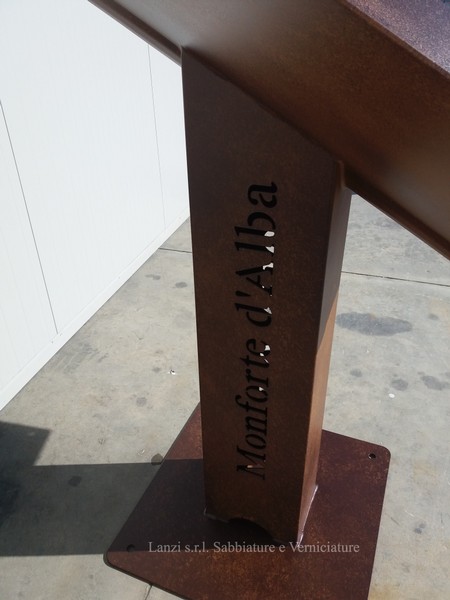 Monforte d'Alba
Lanzi s.r.l. Sabbiature e Verniciature